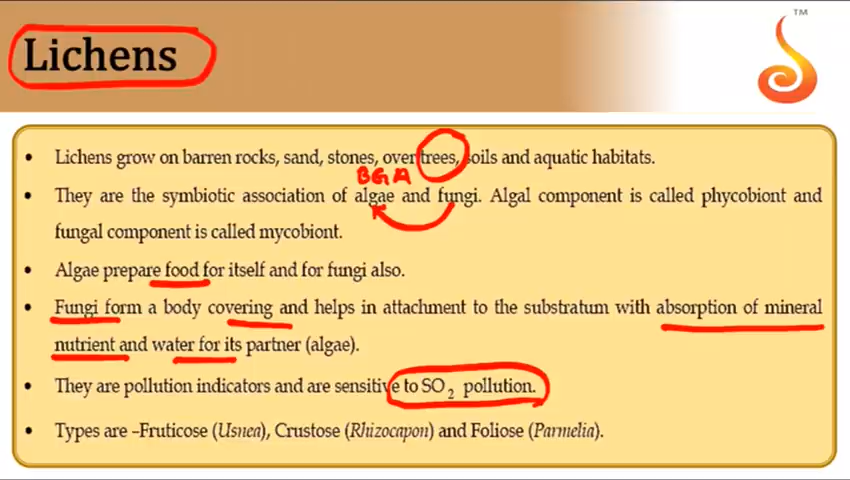 Lichens
TM
• Lichens grow on barren rocks, sand, stones, over trees, soils and aquatic habitats.
BGA
• They are the symbiotic association of algae and fungi. Algal component is called phycobiont and
fungal component is called mycobiont.
• Algae prepare food for itself and for fungi also.
• Fungi form a body covering and helps in attachment to the substratum with absorption of mineral
nutrient and water for its partner (algae).
• They are pollution indicators and are sensitive to SO₂ pollution.
• Types are –Fruticose (Usnea), Crustose (Rhizocapon) and Foliose (Parmelia).